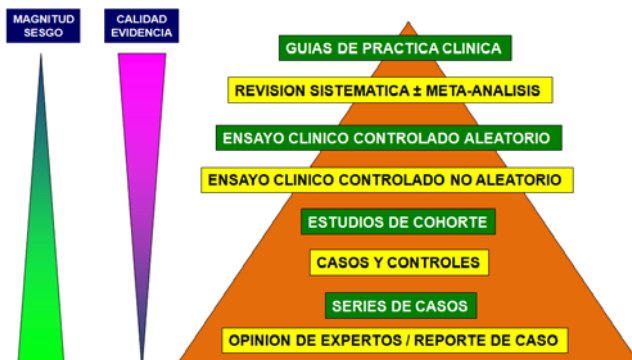 MAGNITUD
SESGO
CALIDAD
EVIDENCIA
GUIAS DE PRACTICA CLINICA
REVISION SISTEMATICA ± META-ANALISIS
ENSAYO CLINICO CONTROLADO ALEATORIO
ENSAYO CLINICO CONTROLADO NO ALEATORIO
ESTUDIOS DE COHORTE
CASOS Y CONTROLES
SERIES DE CASOS
OPINION DE EXPERTOS / REPORTE DE CASO